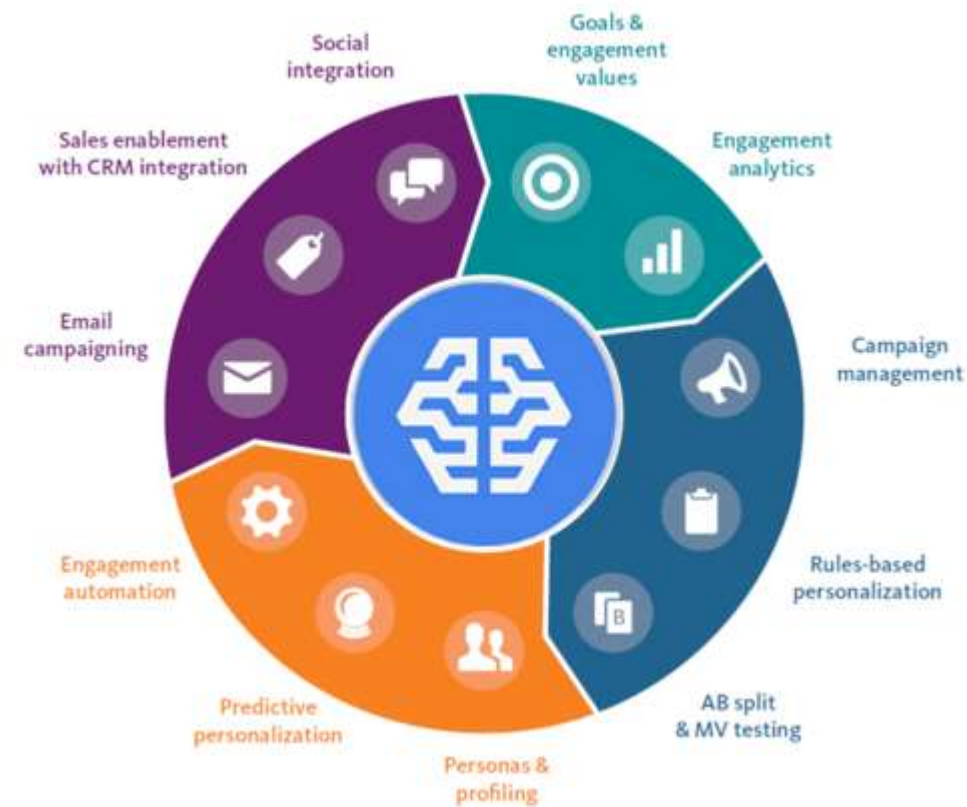 Goals &
engagement
values
Engagement
analytics
Campaign
management
Rules-based
personalization
B
AB split
& MV testing
Personas &
profiling
Predictive
personalization
Engagement
automation
Email
campaigning
Sales enablement
with CRM integration
Social
integration